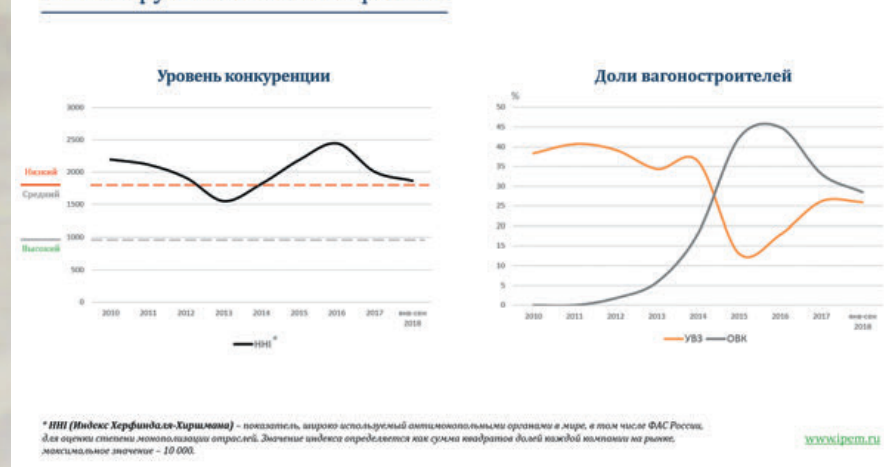 Уровень конкуренции
3000
2500
2000
1500
1000
500
0
Низкий
Средний
Высокий
2010 2011 2012 2013 2014 2015 2016 2017 янв-сен 2018
HHI*
Доли вагоностроителей
%
50
45
40
35
30
25
20
15
10
5
0
2010 2011 2012 2013 2014 2015 2016 2017 янв-сен 2018
УВЗ ОВК
* HHI (Индекс Херфиндаля-Хиршмана) – показатель, широко используемый антимонопольными органами в мире, в том числе ФАС России,
для оценки степени монополизации отраслей. Значение индекса определяется как сумма квадратов долей каждой компании на рынке,
максимальное значение – 10 000.
www.ipem.ru